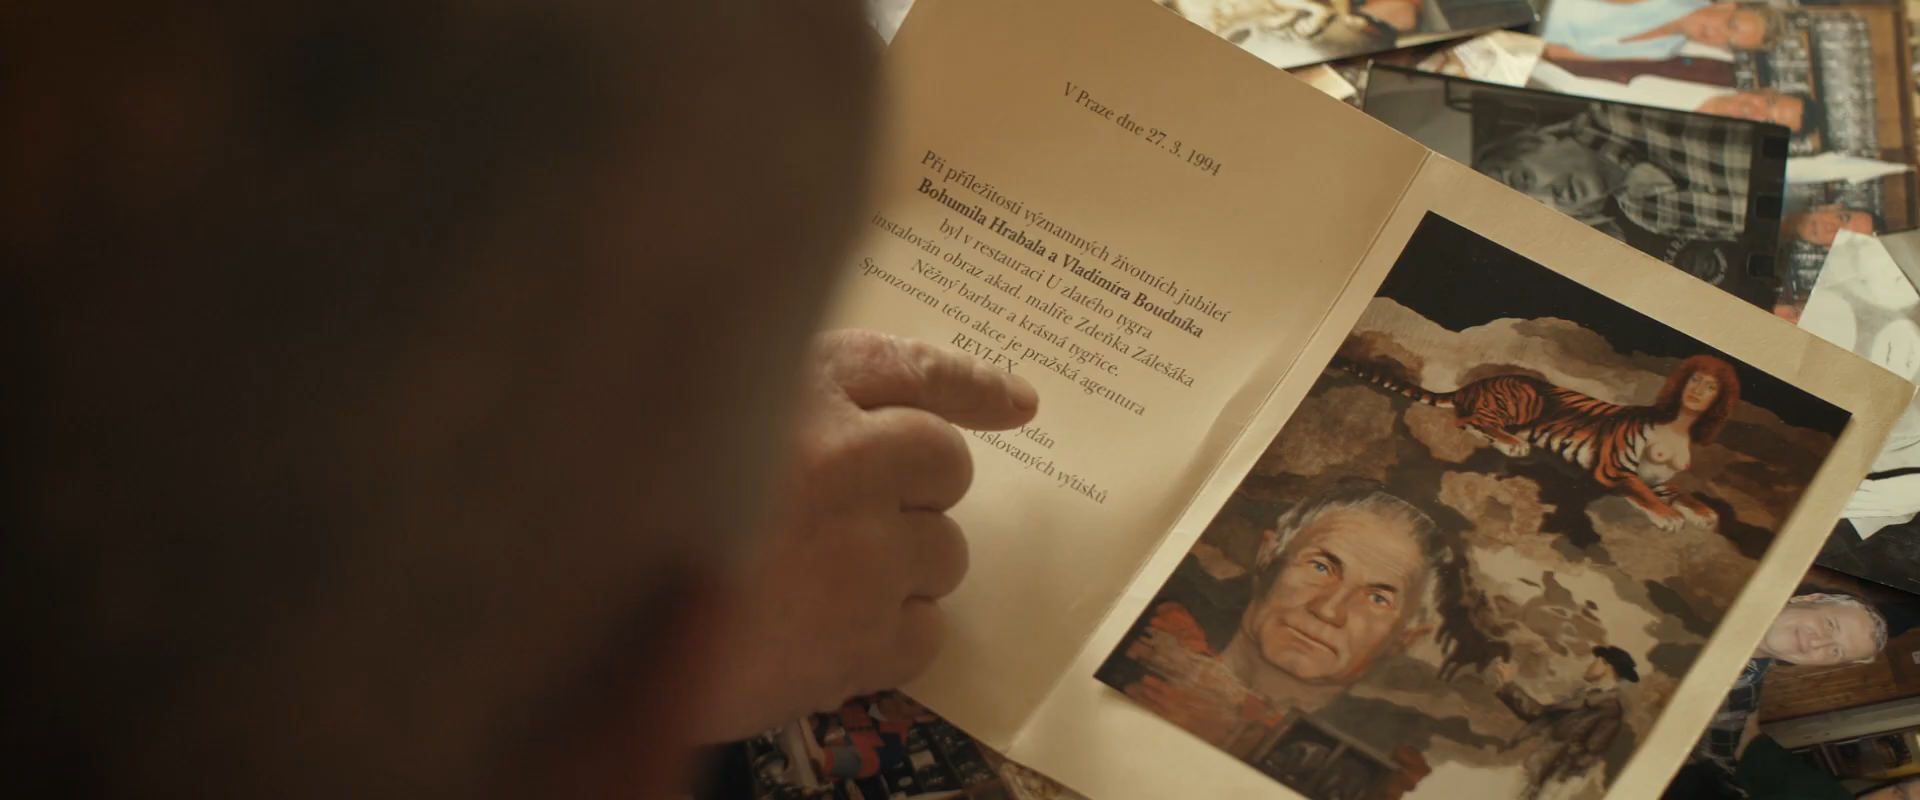 V Praze dne 27. 3. 1994
Při příležitosti významných životních jubileí
Bohumila Hrabala a Vladimíra Boudníka
byl v restauraci U zlatého tygra
instalován obraz akad. malíře Zdeňka Zálešáka
Něžný barbar a krásná tygřice.
Sponzorem této akce je pražská agentura
REVI-EX
číslovaných výtisků